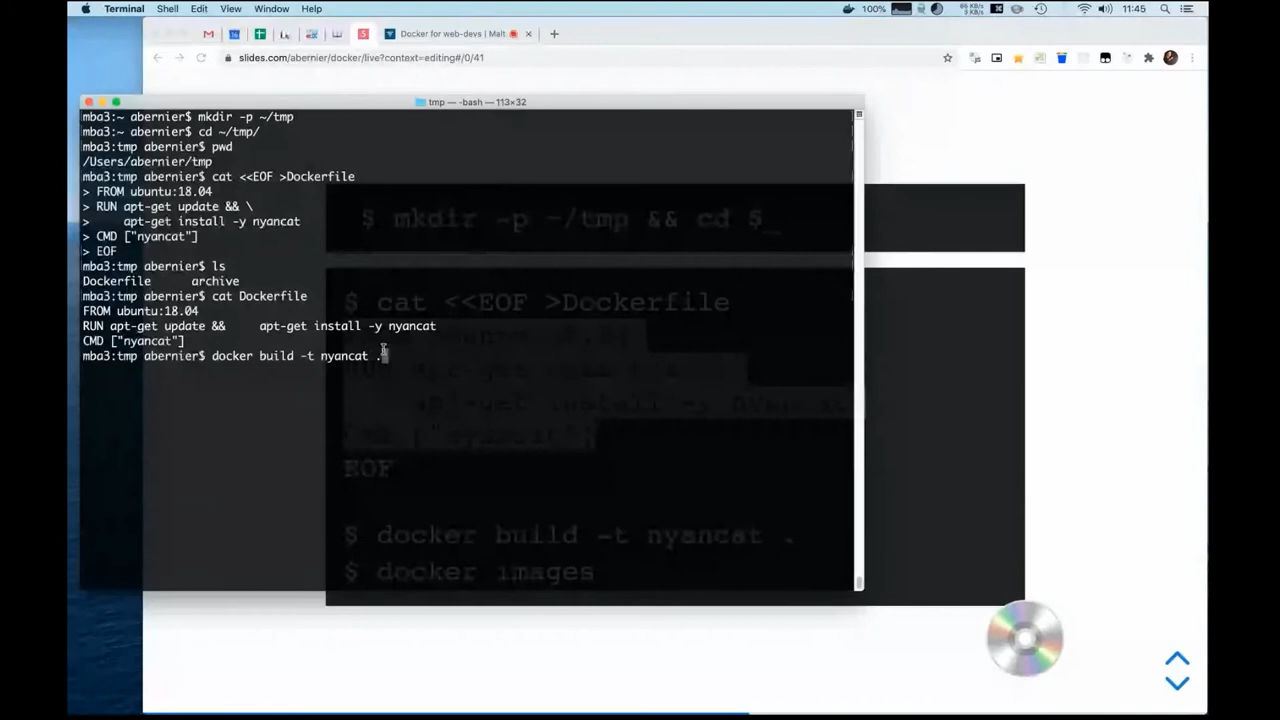 Terminal Shell Edit View Window Help
100% 11:45
Docker for web-devs | Malt
slides.com/abernier/docker/live?context=editing#/0/41
tmp — -bash — 113×32
mba3:~ abernier$ mkdir -p ~/tmp
mba3:~ abernier$ cd ~/tmp/
mba3:tmp abernier$ pwd
/Users/abernier/tmp
mba3:tmp abernier$ cat <<EOF >Dockerfile
> FROM ubuntu:18.04
> RUN apt-get update && \
>     apt-get install -y nyancat
> CMD ["nyancat"]
> EOF
mba3:tmp abernier$ ls
Dockerfile archive
mba3:tmp abernier$ cat Dockerfile
FROM ubuntu:18.04
RUN apt-get update &&     apt-get install -y nyancat
CMD ["nyancat"]
mba3:tmp abernier$ docker build -t nyancat .
$ mkdir -p ~/tmp && cd $_
$ cat <<EOF >Dockerfile
EOF
$ docker build -t nyancat .
$ docker images